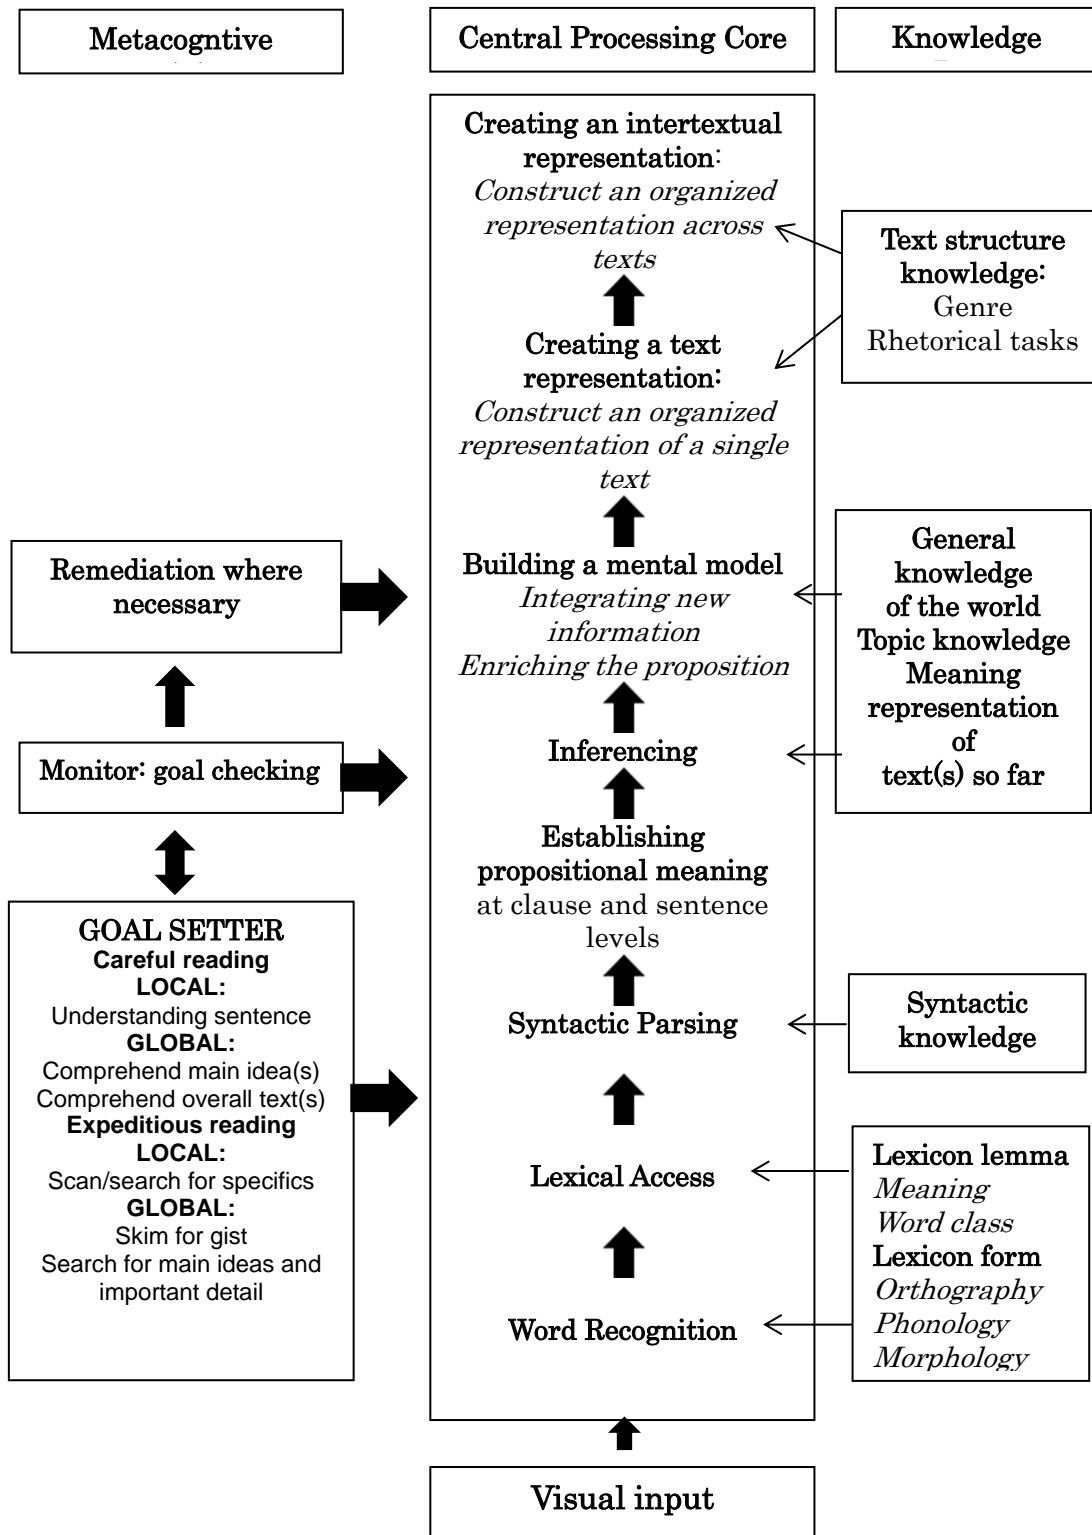 Metacogntive
Central Processing Core
Knowledge
Creating an intertextual
representation:
Construct an organized
representation across
texts
Creating a text
representation:
Construct an organized
representation of a single
text
Building a mental model
Integrating new
information
Enriching the proposition
Inferencing
Establishing
propositional meaning
at clause and sentence
levels
Syntactic Parsing
Lexical Access
Word Recognition
Visual input
Remediation where
necessary
Monitor: goal checking
GOAL SETTER
Careful reading
LOCAL:
Understanding sentence
GLOBAL:
Comprehend main idea(s)
Comprehend overall text(s)
Expeditious reading
LOCAL:
Scan/search for specifics
GLOBAL:
Skim for gist
Search for main ideas and
important detail
Text structure
knowledge:
Genre
Rhetorical tasks
General
knowledge
of the world
Topic knowledge
Meaning
representation
of
text(s) so far
Syntactic
knowledge
Lexicon lemma
Meaning
Word class
Lexicon form
Orthography
Phonology
Morphology